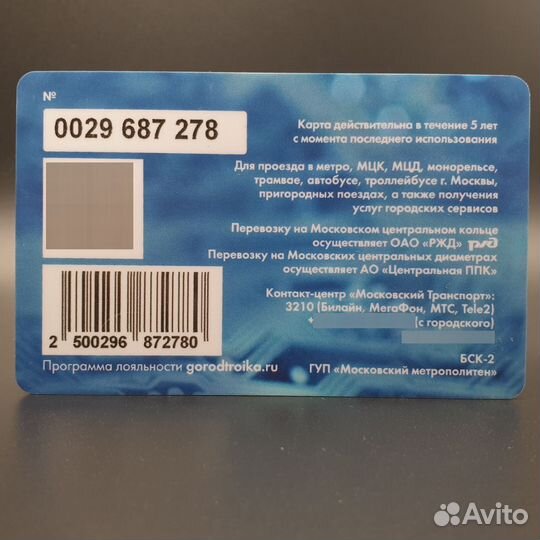 №
0029 687 278
Карта действительна в течение 5 лет
с момента последнего использования
Для проезда в метро, МЦК, МЦД, монорельсе,
трамвае, автобусе, троллейбусе г. Москвы,
пригородных поездах, а также получения
услуг городских сервисов
Перевозку на Московском центральном кольце
осуществляет ОАО «РЖД» РЖД
Перевозку на Московских центральных диаметрах
осуществляет АО «Центральная ППК»
Контакт-центр «Московский Транспорт»:
3210 (Билайн, МегаФон, МТС, Tele2)
+ (с городского)
2 500296 872780
БСК-2
Программа лояльности gorodtroika.ru
ГУП «Московский метрополитен»
Avito